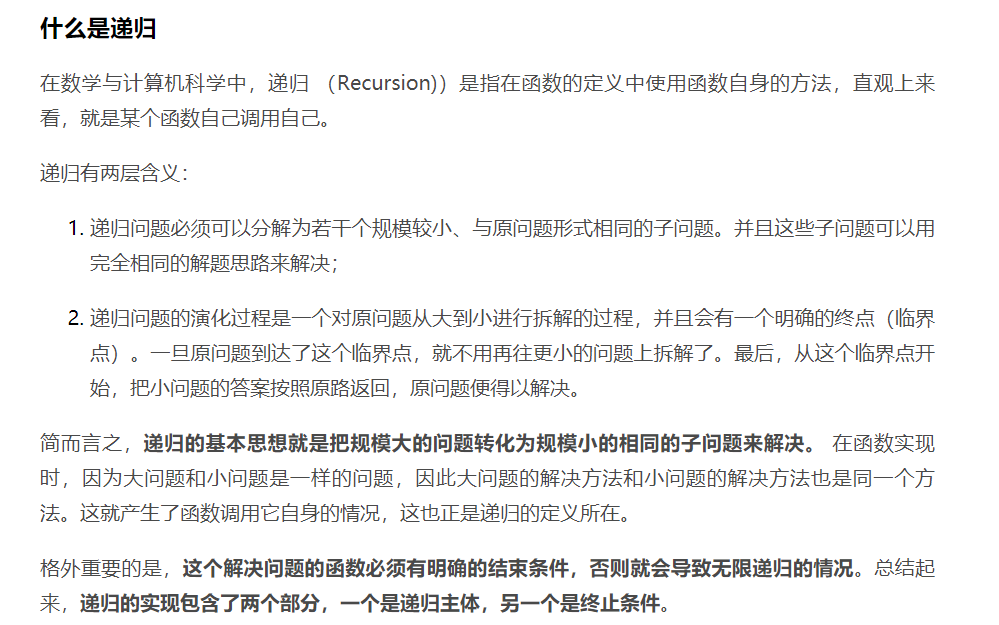 什么是递归
在数学与计算机科学中，递归 （Recursion)）是指在函数的定义中使用函数自身的方法，直观上来
看，就是某个函数自己调用自己。
递归有两层含义：
1. 递归问题必须可以分解为若干个规模较小、与原问题形式相同的子问题。并且这些子问题可以用
完全相同的解题思路来解决；
2. 递归问题的演化过程是一个对原问题从大到小进行拆解的过程，并且会有一个明确的终点（临界
点）。一旦原问题到达了这个临界点，就不用再往更小的问题上拆解了。最后，从这个临界点开
始，把小问题的答案按照原路返回，原问题便得以解决。
简而言之，递归的基本思想就是把规模大的问题转化为规模小的相同的子问题来解决。 在函数实现
时，因为大问题和小问题是一样的问题，因此大问题的解决方法和小问题的解决方法也是同一个方
法。这就产生了函数调用它自身的情况，这也正是递归的定义所在。
格外重要的是，这个解决问题的函数必须有明确的结束条件，否则就会导致无限递归的情况。总结起
来，递归的实现包含了两个部分，一个是递归主体，另一个是终止条件。